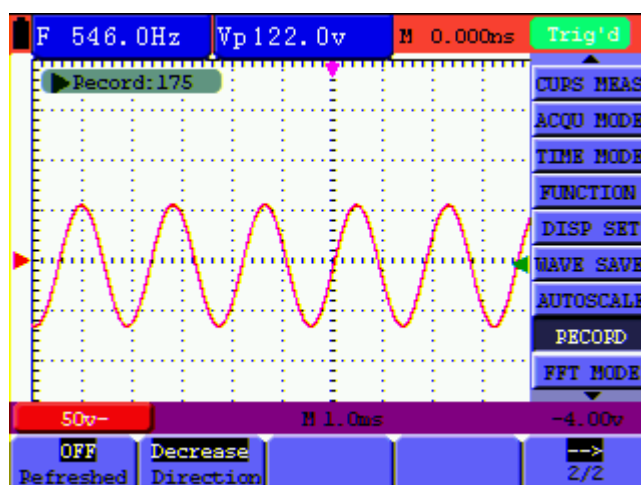 F 546.0Hz Vp122.0v M 0.000ns Trig'd
Record:175
CUPS MEAS
ACQU MODE
TIME MODE
FUNCTION
DISP SET
WAVE SAVE
AUTOSCALE
RECORD
FFT MODE
50v~ M 1.0ms -4.00v
OFF Decrease -->
Refreshed Direction 2/2